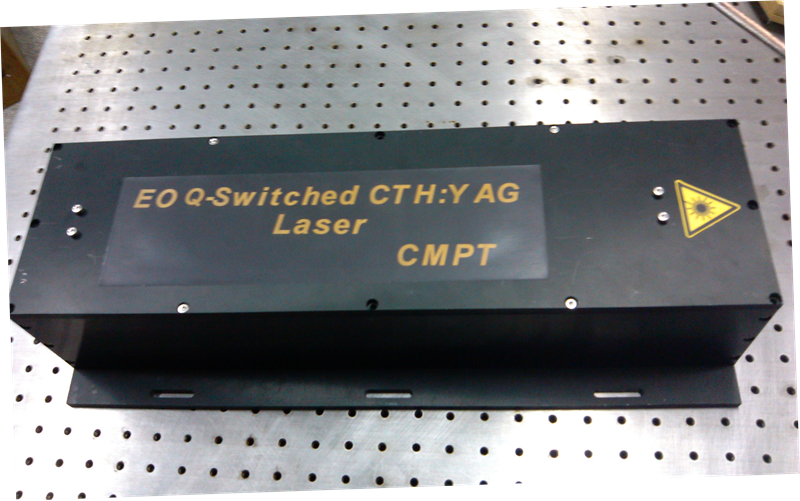 EO Q-Switched CTH:YAG
Laser
CMPT